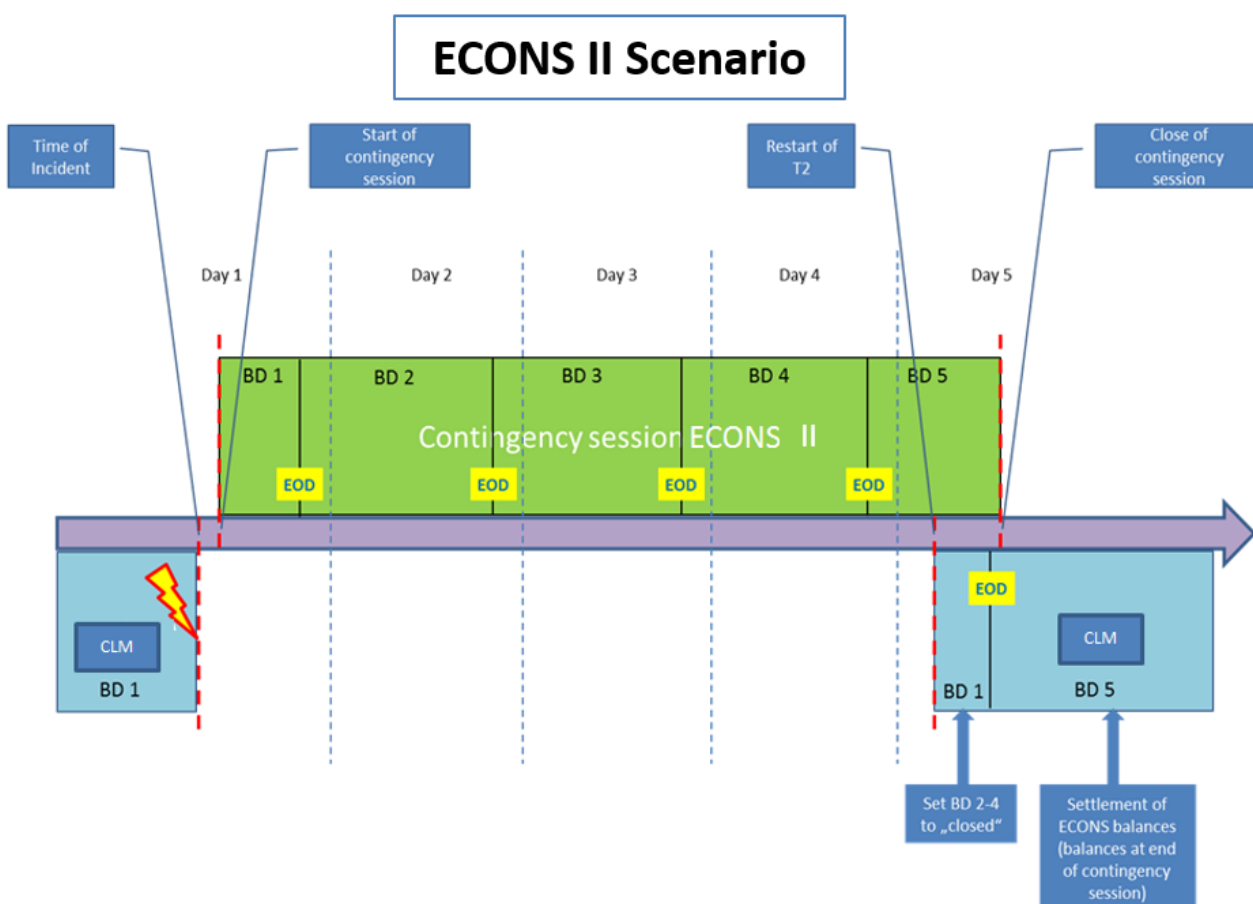 ECONS II Scenario
Time of
Incident
Start of
contingency
session
Restart of
T2
Close of
contingency
session
Day 1
Day 2
Day 3
Day 4
Day 5
BD 1
BD 2
BD 3
BD 4
BD 5
Contingency session ECONS II
EOD
EOD
EOD
EOD
CLM
BD 1
EOD
CLM
BD 1
BD 5
Set BD 2-4
to „closed“
Settlement of
ECONS balances
(balances at end
of contingency
session)